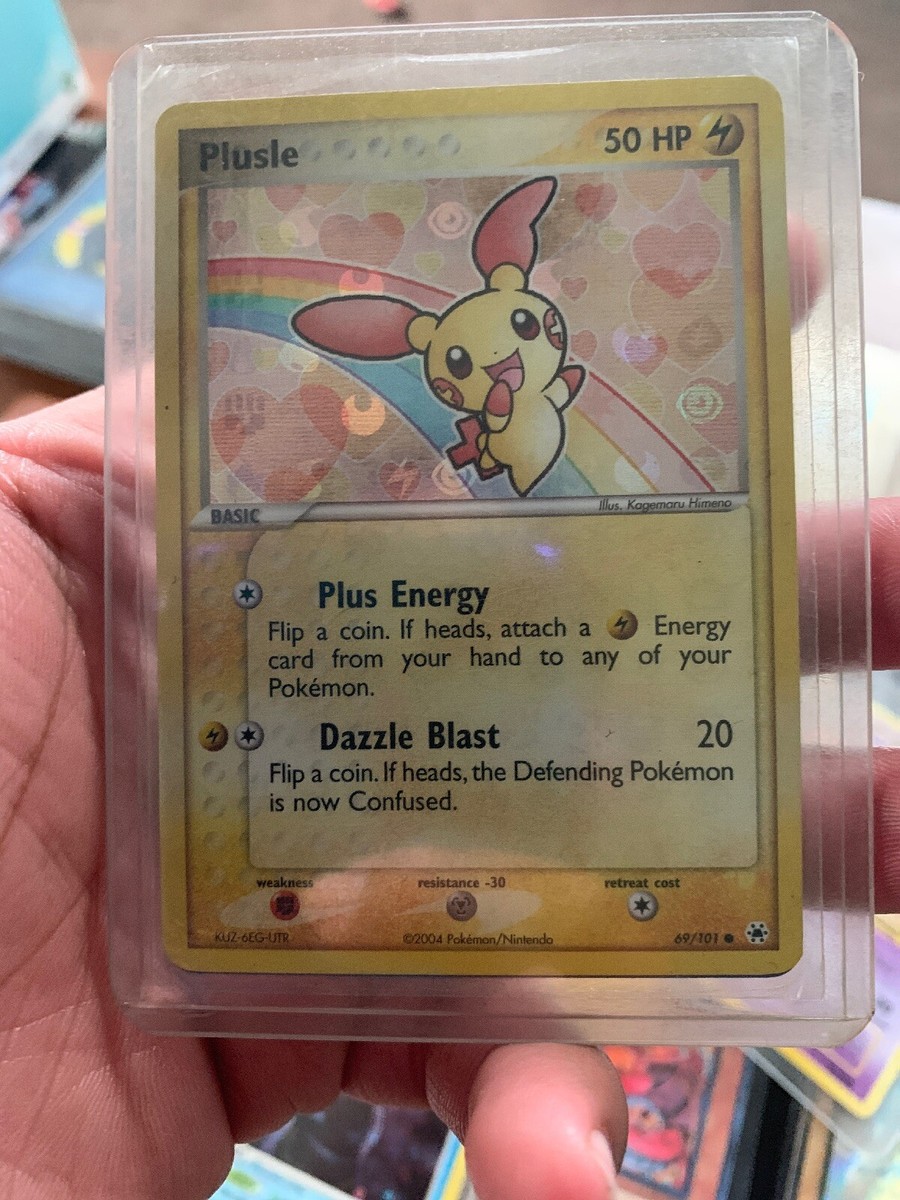 Plusle 50 HP
Illus. Kagemaru Himeno
BASIC
Plus Energy
Flip a coin. If heads, attach a Energy
card from your hand to any of your
Pokémon.
Dazzle Blast 20
Flip a coin. If heads, the Defending Pokémon
is now Confused.
weakness resistance -30 retreat cost
KUZ-6EG-UTR ©2004 Pokémon/Nintendo 69/101